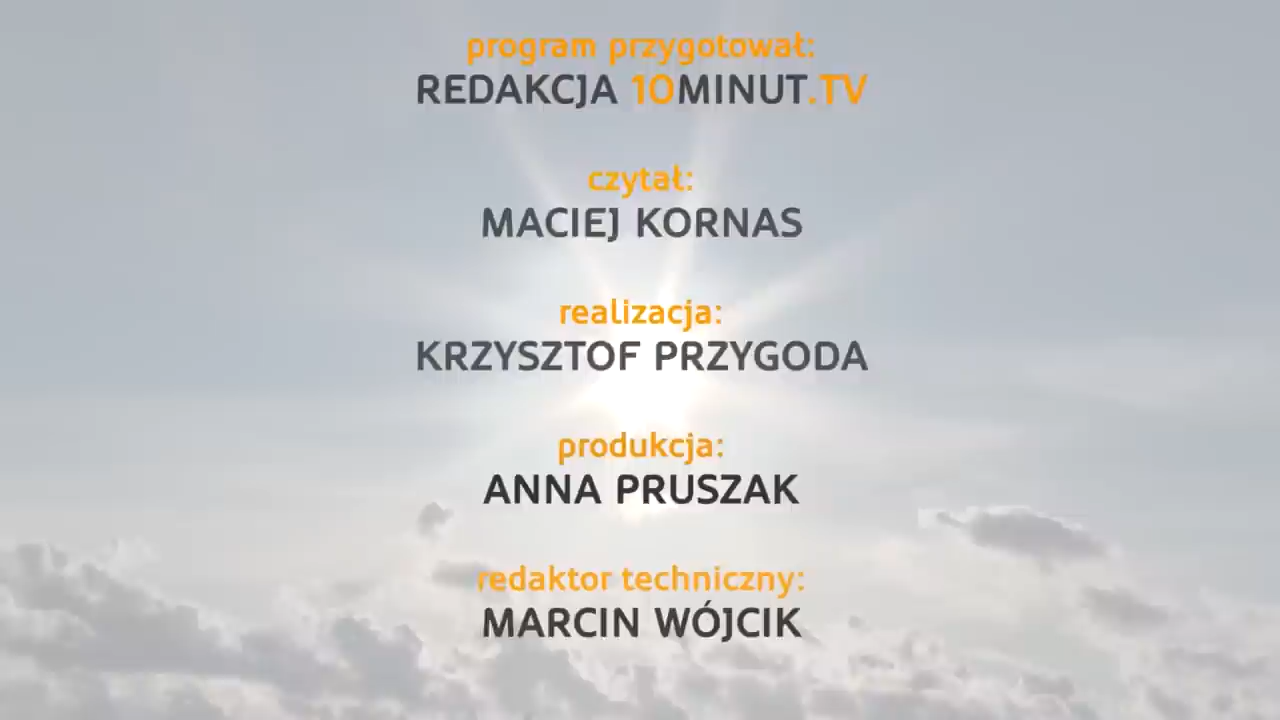 program przygotował:
REDAKCJA 10MINUT.TV
czytał:
MACIEJ KORNAS
realizacja:
KRZYSZTOF PRZYGODA
produkcja:
ANNA PRUSZAK
redaktor techniczny:
MARCIN WÓJCIK